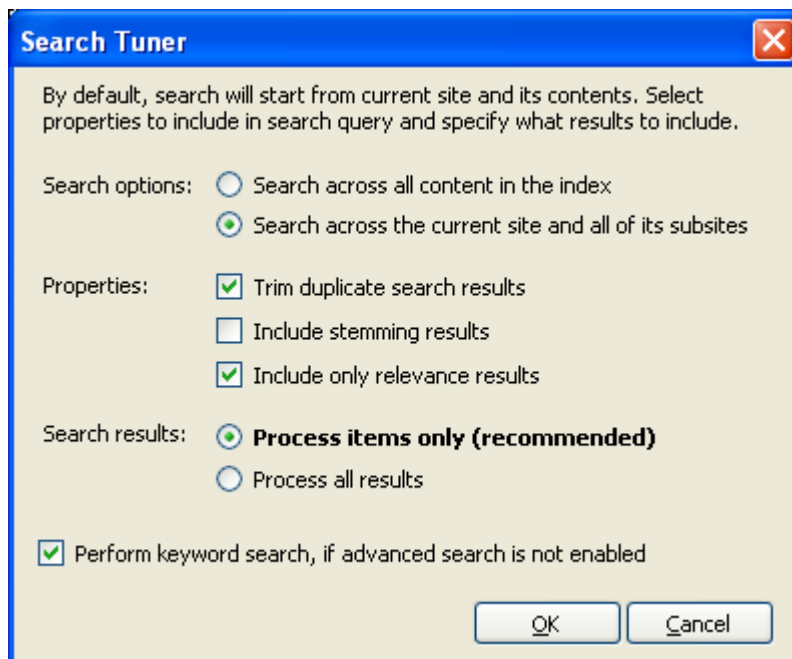 Search Tuner
By default, search will start from current site and its contents. Select
properties to include in search query and specify what results to include.
Search options: Search across all content in the index
Search across the current site and all of its subsites
Properties: Trim duplicate search results
Include stemming results
Include only relevance results
Search results: Process items only (recommended)
Process all results
Perform keyword search, if advanced search is not enabled
OK Cancel